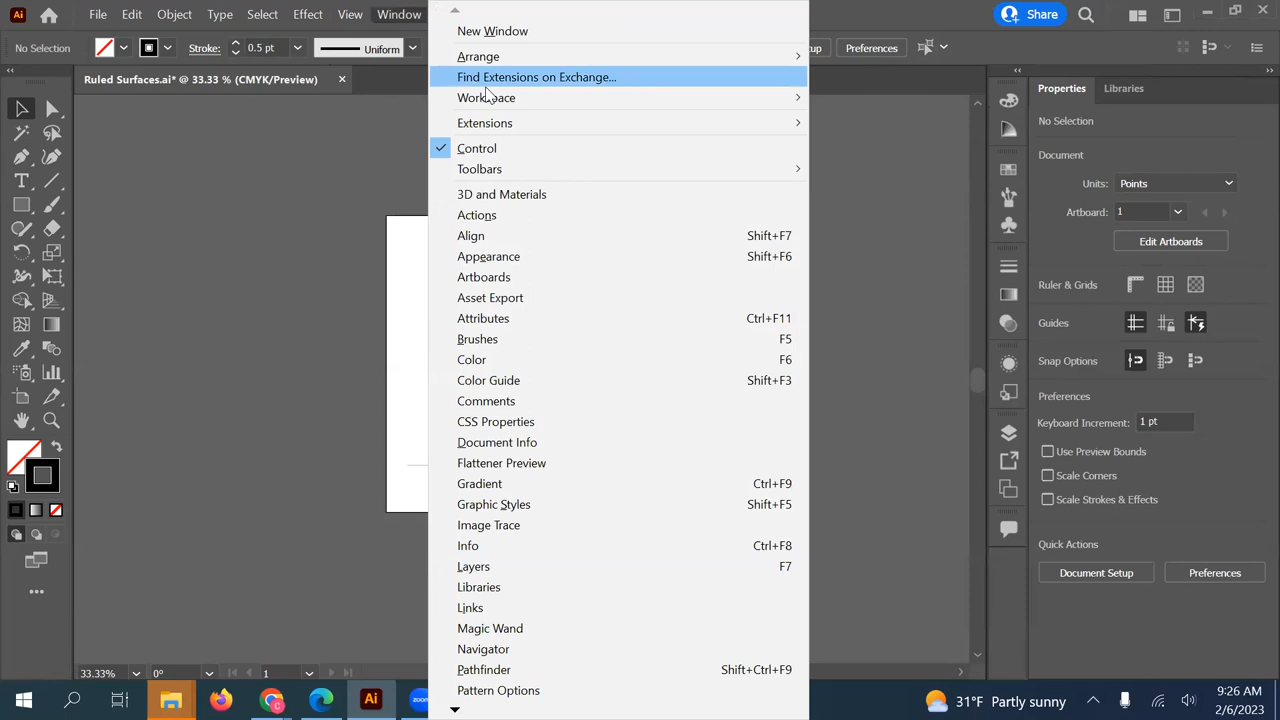 Ai File Edit Object Type Select Effect View Window Share
No Selection Stroke: 0.5 pt Uniform Preferences
Ruled Surfaces.ai* @ 33.33 % (CMYK/Preview)
New Window
Arrange
Find Extensions on Exchange...
Workspace
Extensions
Control
Toolbars
3D and Materials
Actions
Align Shift+F7
Appearance Shift+F6
Artboards
Asset Export
Attributes Ctrl+F11
Brushes F5
Color F6
Color Guide Shift+F3
Comments
CSS Properties
Document Info
Flattener Preview
Gradient Ctrl+F9
Graphic Styles Shift+F5
Image Trace
Info Ctrl+F8
Layers F7
Libraries
Links
Magic Wand
Navigator
Pathfinder Shift+Ctrl+F9
Pattern Options
Properties Libraries
No Selection
Document
Units: Points
Artboard: 1
Edit Artboards
Ruler & Grids
Guides
Snap Options
Preferences
Keyboard Increment: 1 pt
Use Preview Bounds
Scale Corners
Scale Strokes & Effects
Quick Actions
Document Setup Preferences
33.33% 0° 1
Ai zoom 31°F Partly sunny 9:26 AM
2/6/2023